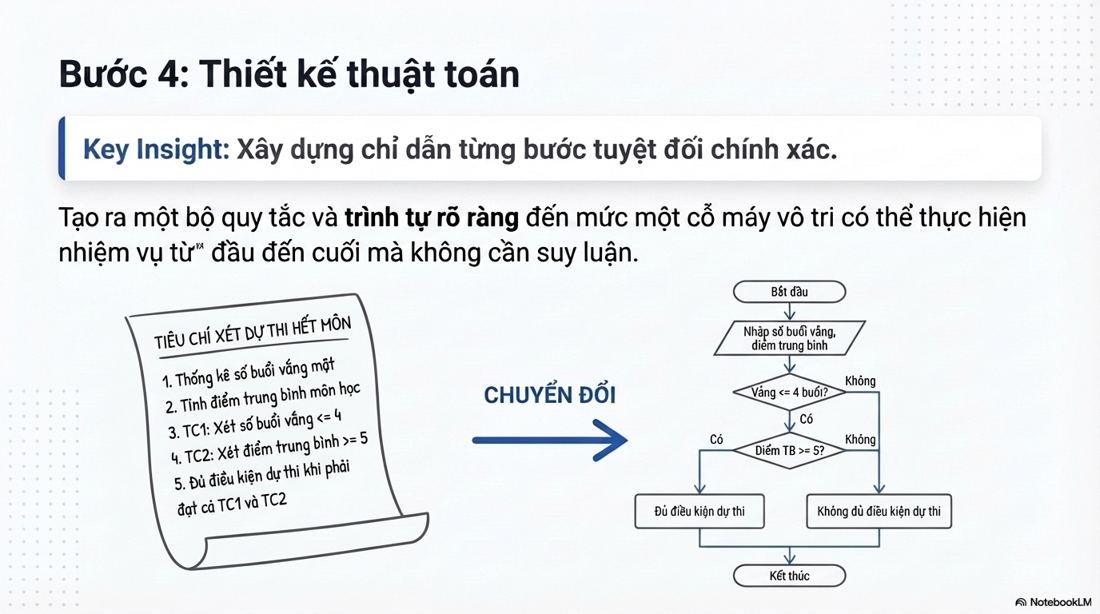 Bước 4: Thiết kế thuật toán
Key Insight: Xây dựng chỉ dẫn từng bước tuyệt đối chính xác.
Tạo ra một bộ quy tắc và trình tự rõ ràng đến mức một cỗ máy vô tri có thể thực hiện
nhiệm vụ từ đầu đến cuối mà không cần suy luận.
TIÊU CHÍ XÉT DỰ THI HẾT MÔN
1. Thống kê số buổi vắng mặt
2. Tính điểm trung bình môn học
3. TC1: Xét số buổi vắng <= 4
4. TC2: Xét điểm trung bình >= 5
5. Đủ điều kiện dự thi khi phải
đạt cả TC1 và TC2
CHUYỂN ĐỔI
Bắt đầu
Nhập số buổi vắng,
điểm trung bình
Vắng <= 4 buổi?
Không
Có
Có
Điểm TB >= 5?
Không
Đủ điều kiện dự thi
Không đủ điều kiện dự thi
Kết thúc
NotebookLM